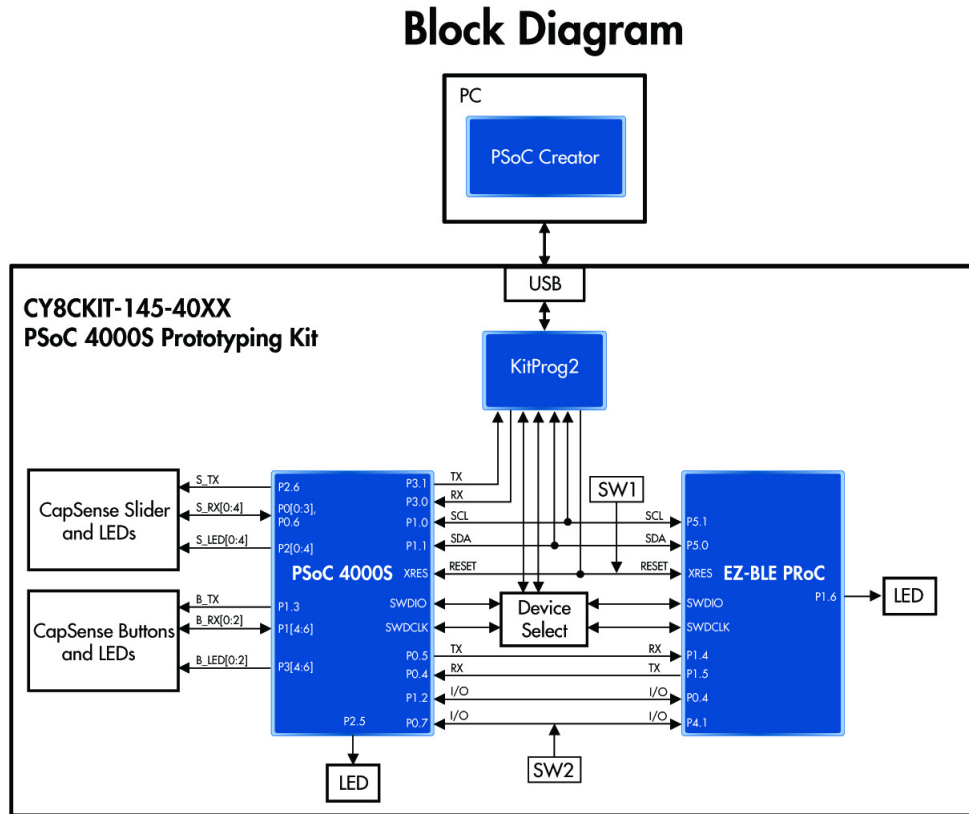 Block Diagram
PC
PSoC Creator
USB
CY8CKIT-145-40XX
PSoC 4000S Prototyping Kit
KitProg2
CapSense Slider
and LEDs
S_TX
S_RX[0:4]
S_LED[0:4]
P2.6
P0[0:3],
P0.6
P2[0:4]
CapSense Buttons
and LEDs
B_TX
B_RX[0:2]
B_LED[0:2]
P1.3
P1[4:6]
P3[4:6]
PSoC 4000S
P2.5
LED
P3.1
P3.0
P1.0
P1.1
XRES
SWDIO
SWDCLK
P0.5
P0.4
P1.2
P0.7
TX
RX
SCL
SDA
RESET
TX
RX
I/O
I/O
SW1
Device
Select
SW2
SCL
SDA
RESET
RX
TX
I/O
I/O
P5.1
P5.0
XRES
SWDIO
SWDCLK
P1.4
P1.5
P0.4
P4.1
EZ-BLE PRoC
P1.6
LED